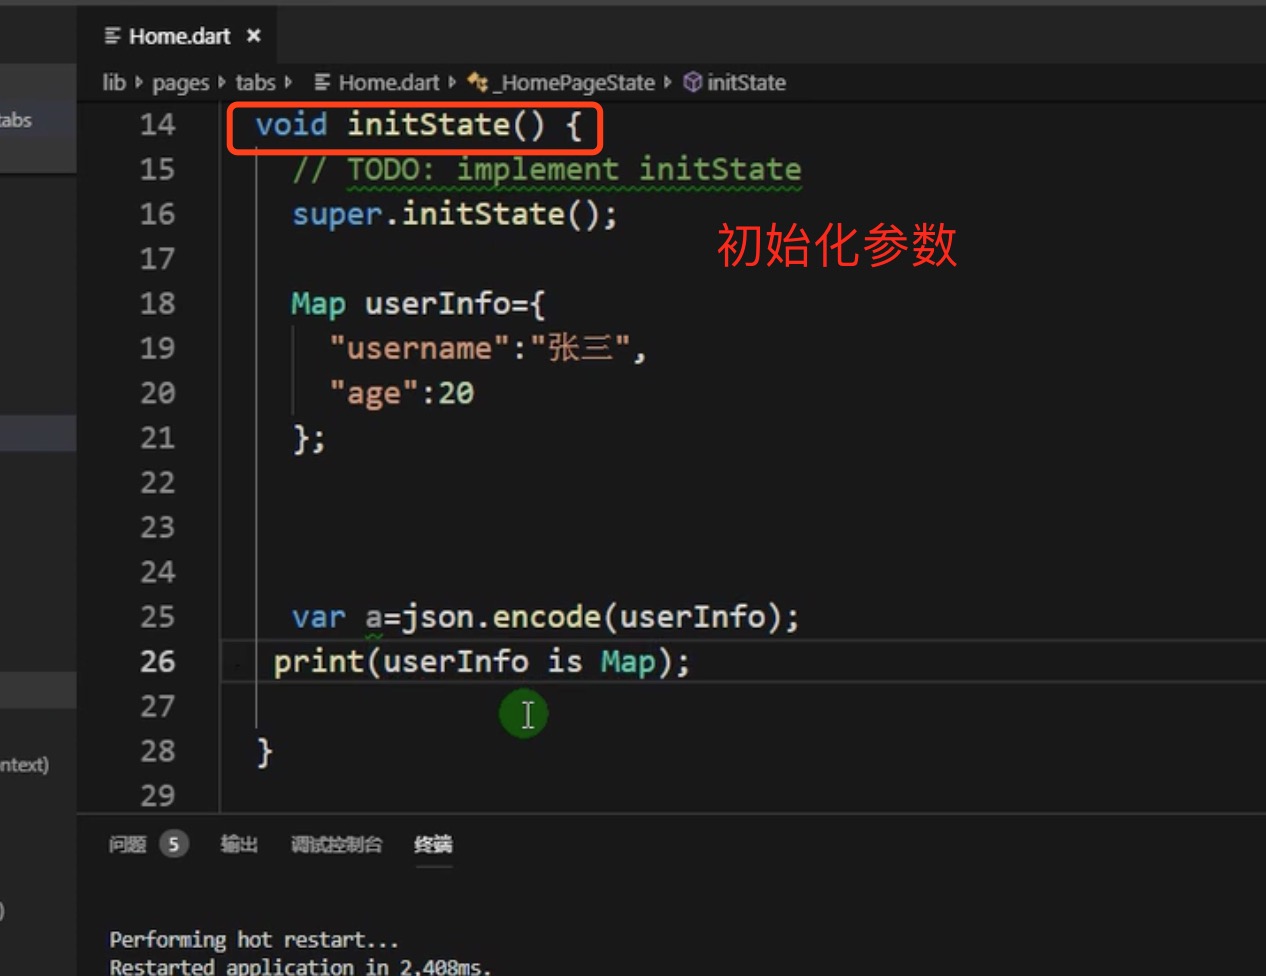 Home.dart ×
lib pages tabs Home.dart _HomePageState initState
tabs
14 void initState() {
15 // TODO: implement initState
16 super.initState();
初始化参数
17
18 Map userInfo={
19 "username":"张三",
20 "age":20
21 };
22
23
24
25 var a=json.encode(userInfo);
26 print(userInfo is Map);
27
28 }
ntext)
29
问题 5 输出 调试控制台 终端
)
Performing hot restart...
Restarted application in 2,408ms.